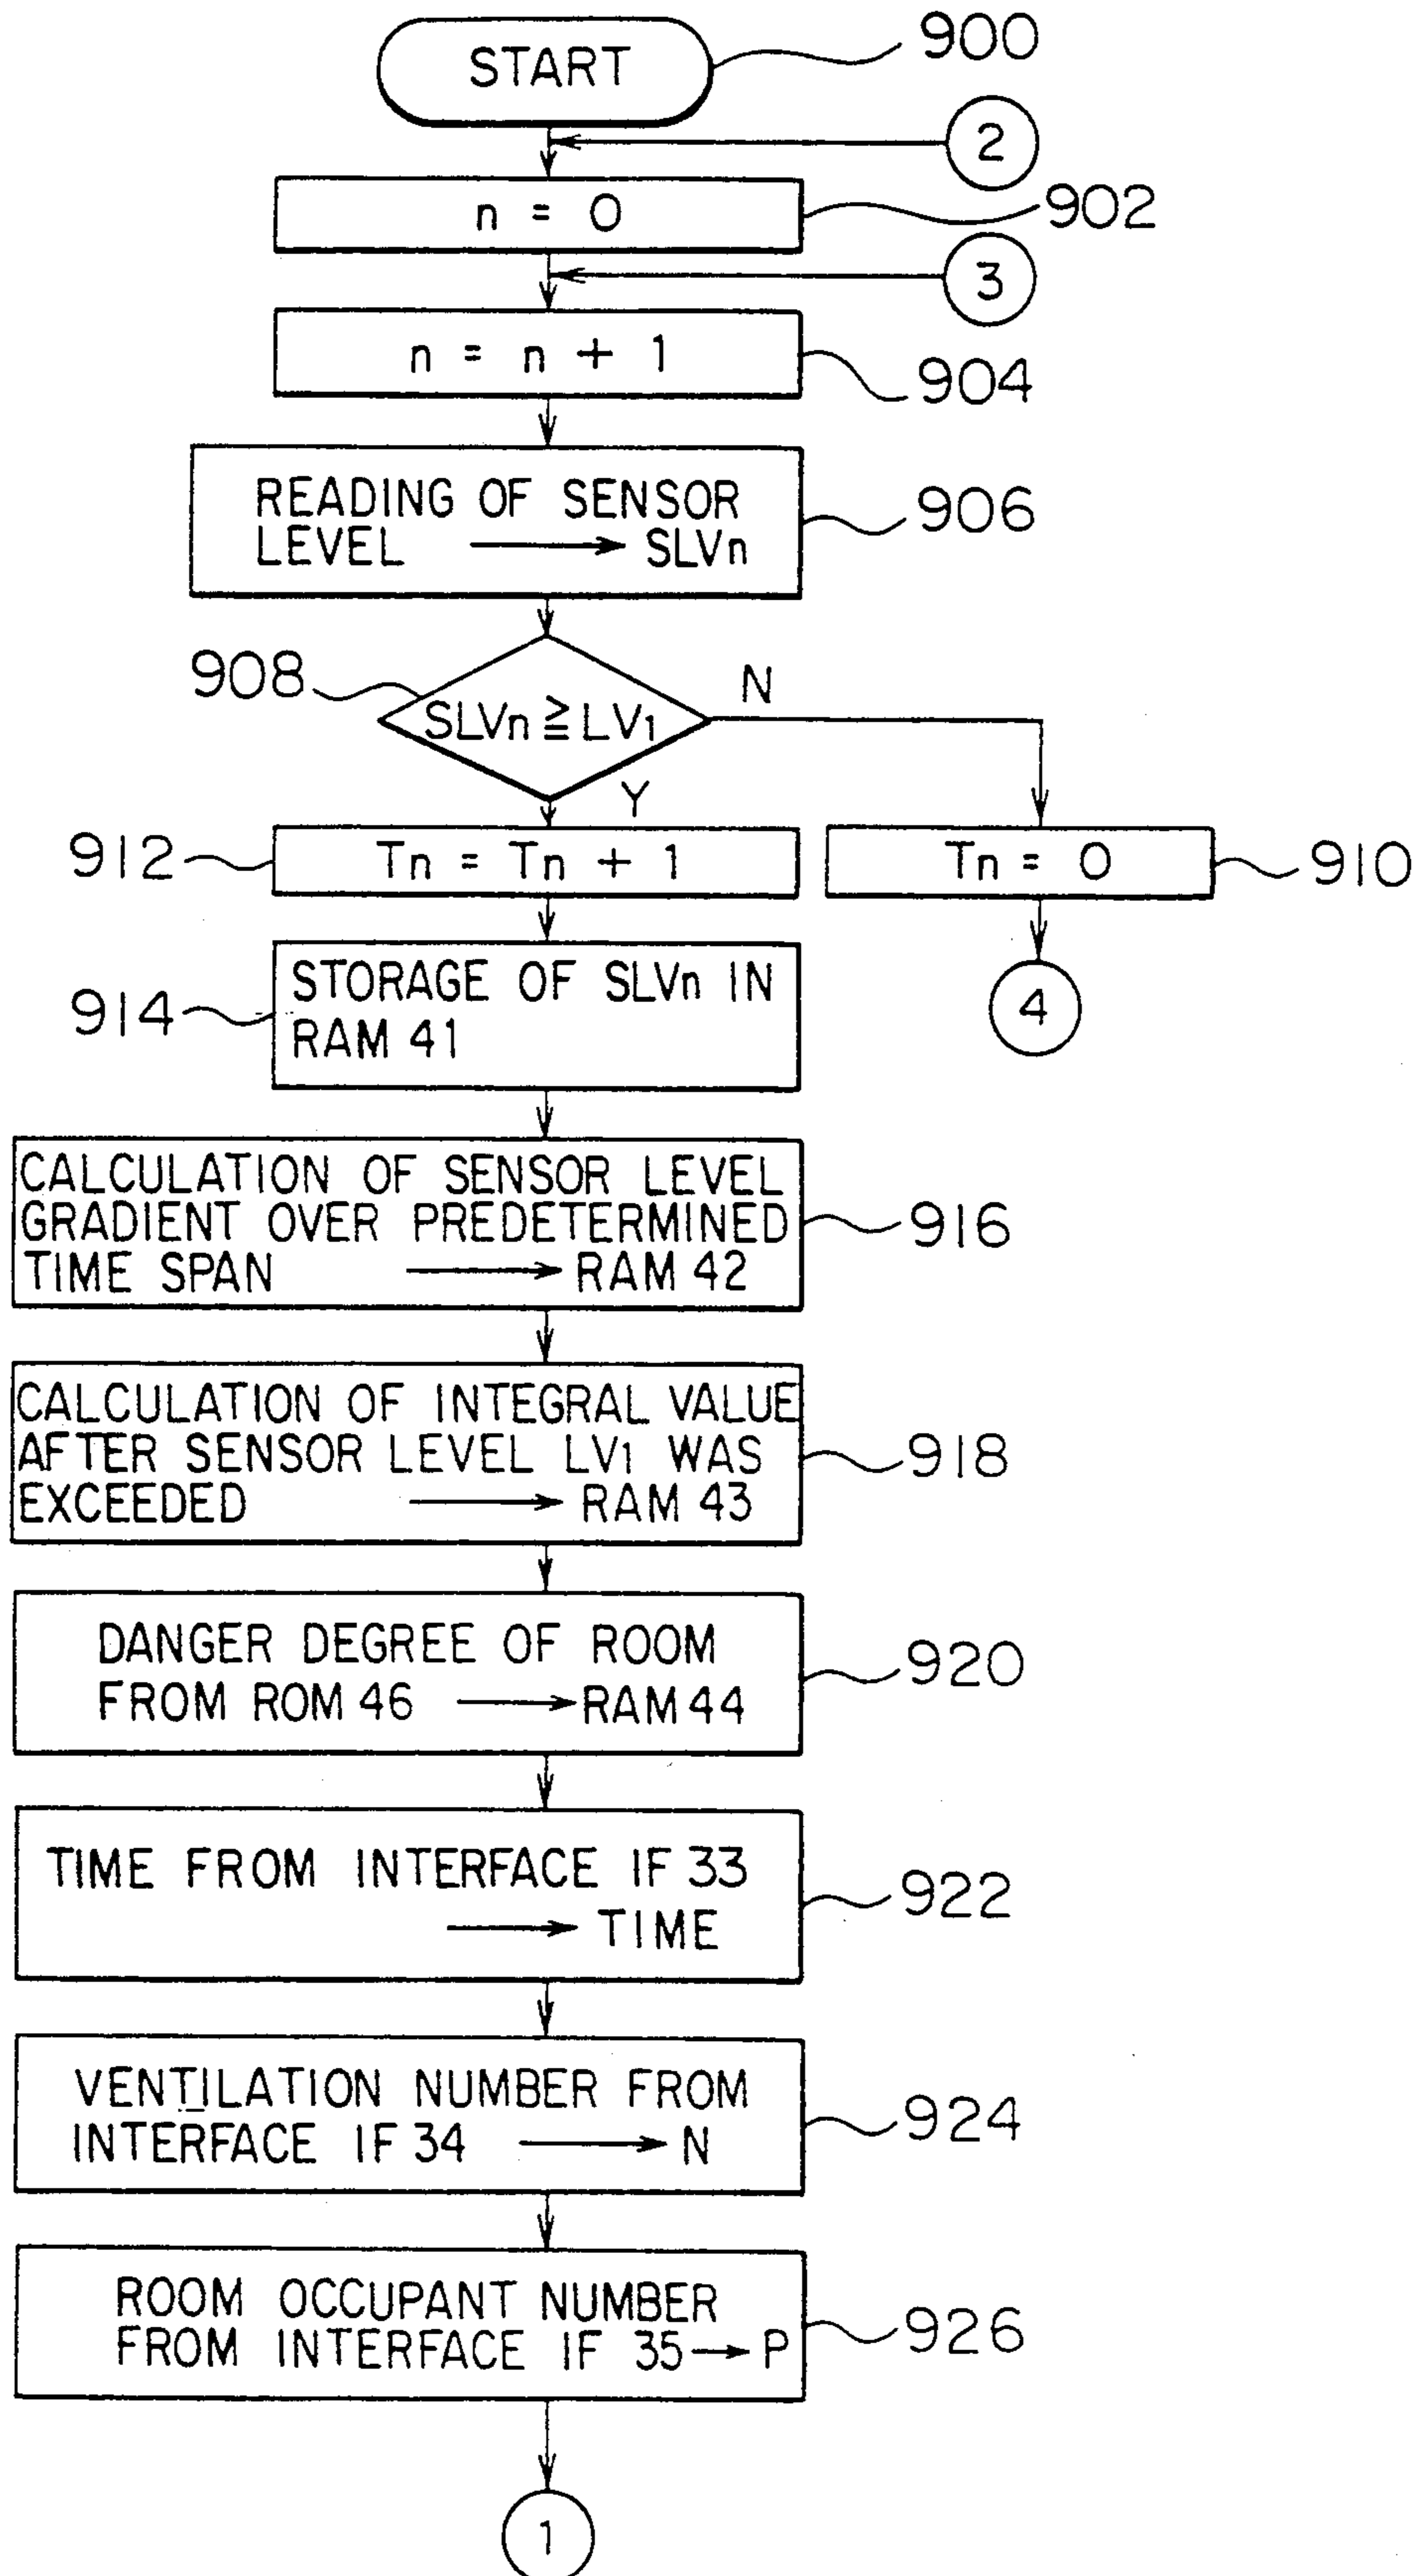 START
900
2
n = 0
902
3
n = n + 1
904
READING OF SENSOR
LEVEL → SLVn
906
908
SLVn ≧ LV1
N
Y
912
Tn = Tn + 1
Tn = 0
910
914
STORAGE OF SLVn IN
RAM 41
4
CALCULATION OF SENSOR LEVEL
GRADIENT OVER PREDETERMINED
TIME SPAN → RAM 42
916
CALCULATION OF INTEGRAL VALUE
AFTER SENSOR LEVEL LV1 WAS
EXCEEDED → RAM 43
918
DANGER DEGREE OF ROOM
FROM ROM 46 → RAM 44
920
TIME FROM INTERFACE IF 33
→ TIME
922
VENTILATION NUMBER FROM
INTERFACE IF 34 → N
924
ROOM OCCUPANT NUMBER
FROM INTERFACE IF 35 → P
926
1